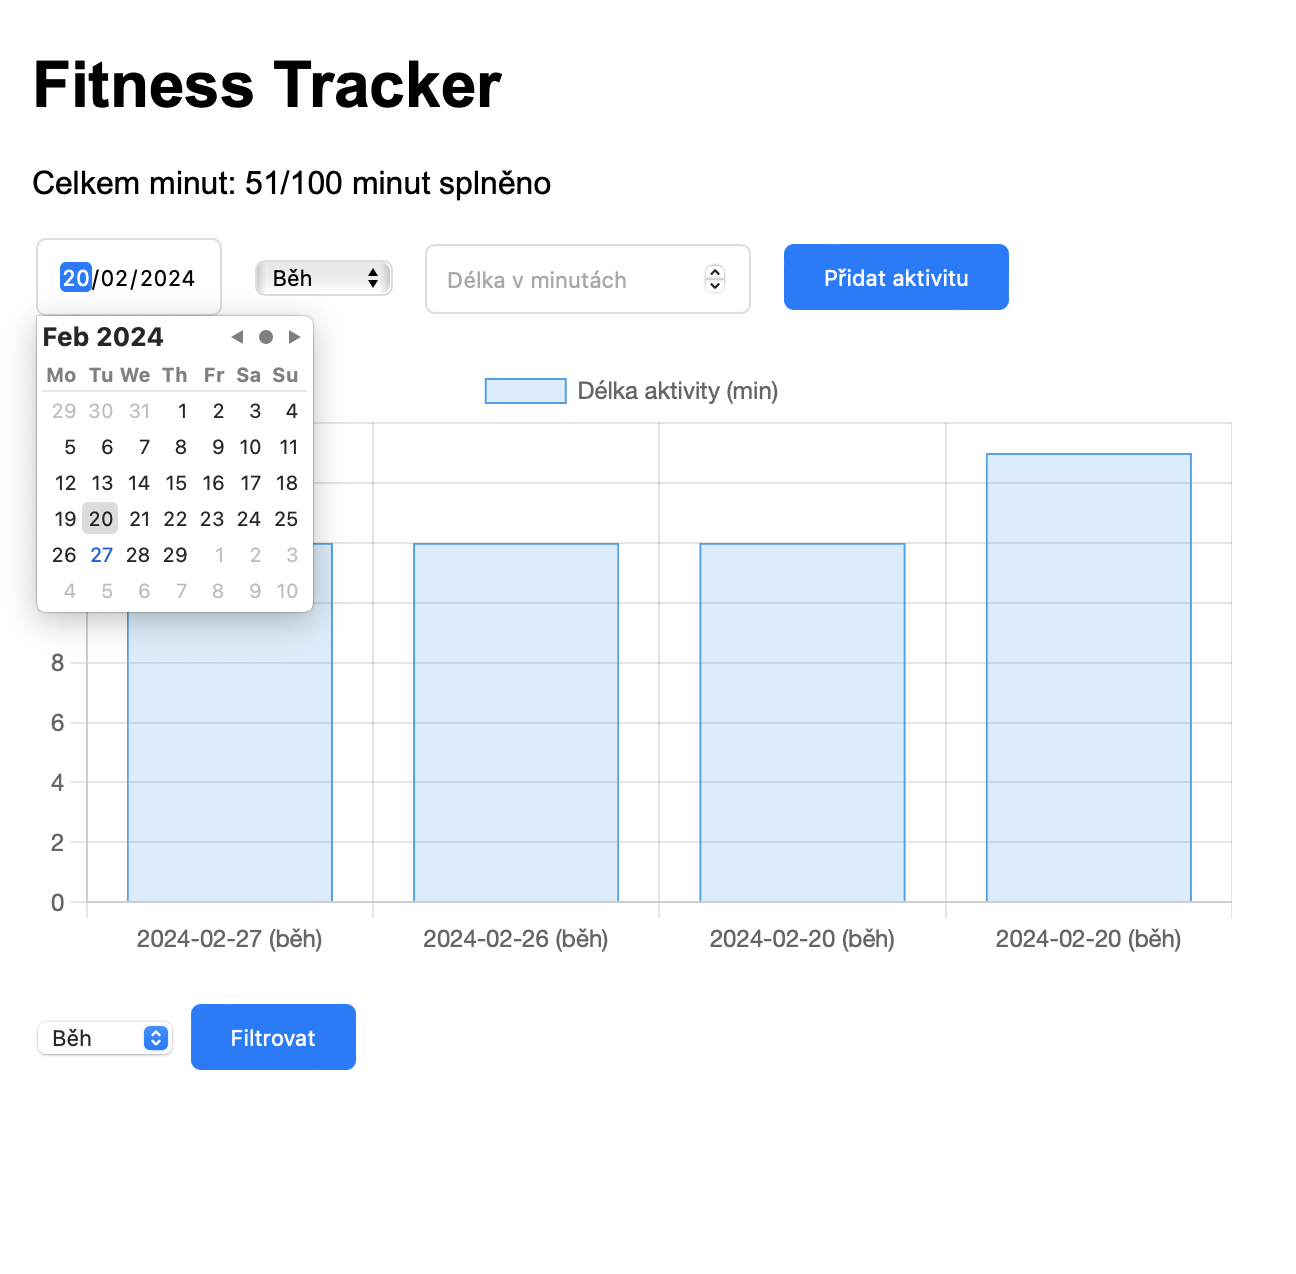 Fitness Tracker
Celkem minut: 51/100 minut splněno
20/02/2024
Běh
Délka v minutách
Přidat aktivitu
Feb 2024
Mo Tu We Th Fr Sa Su
29 30 31 1 2 3 4
5 6 7 8 9 10 11
12 13 14 15 16 17 18
19 20 21 22 23 24 25
26 27 28 29 1 2 3
4 5 6 7 8 9 10
Délka aktivity (min)
8
6
4
2
0
2024-02-27 (běh) 2024-02-26 (běh) 2024-02-20 (běh) 2024-02-20 (běh)
Běh
Filtrovat